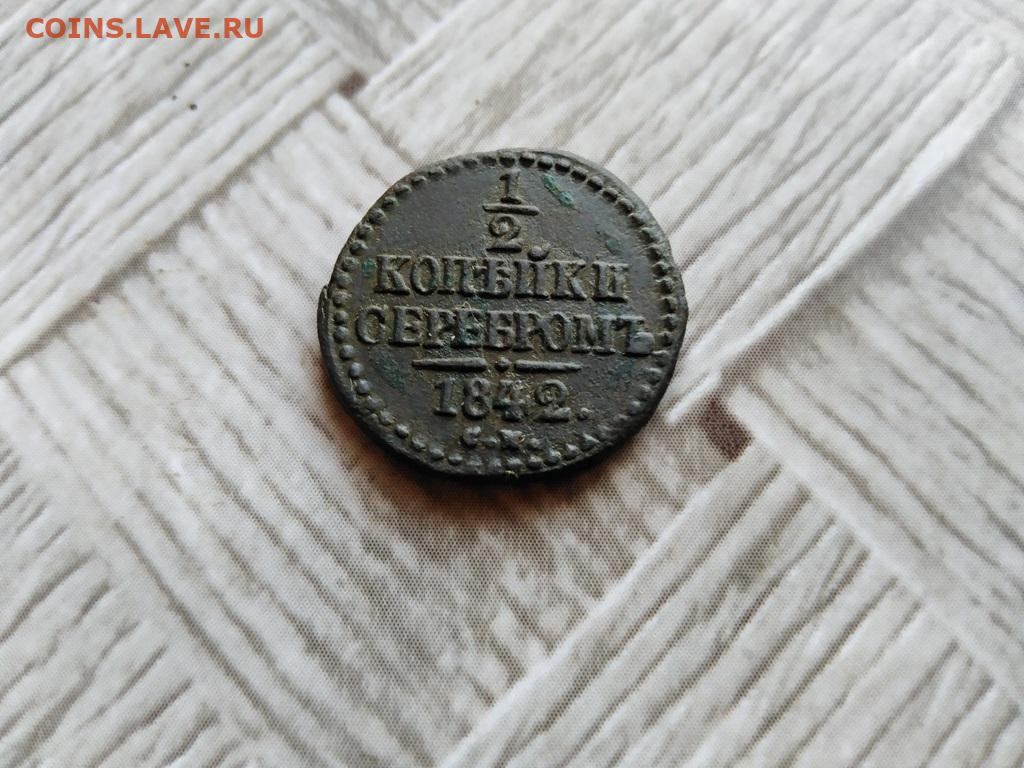 COINS.LAVE.RU
1
2.
КОПѢЙКИ
СЕРЕБРОМЪ
1842.